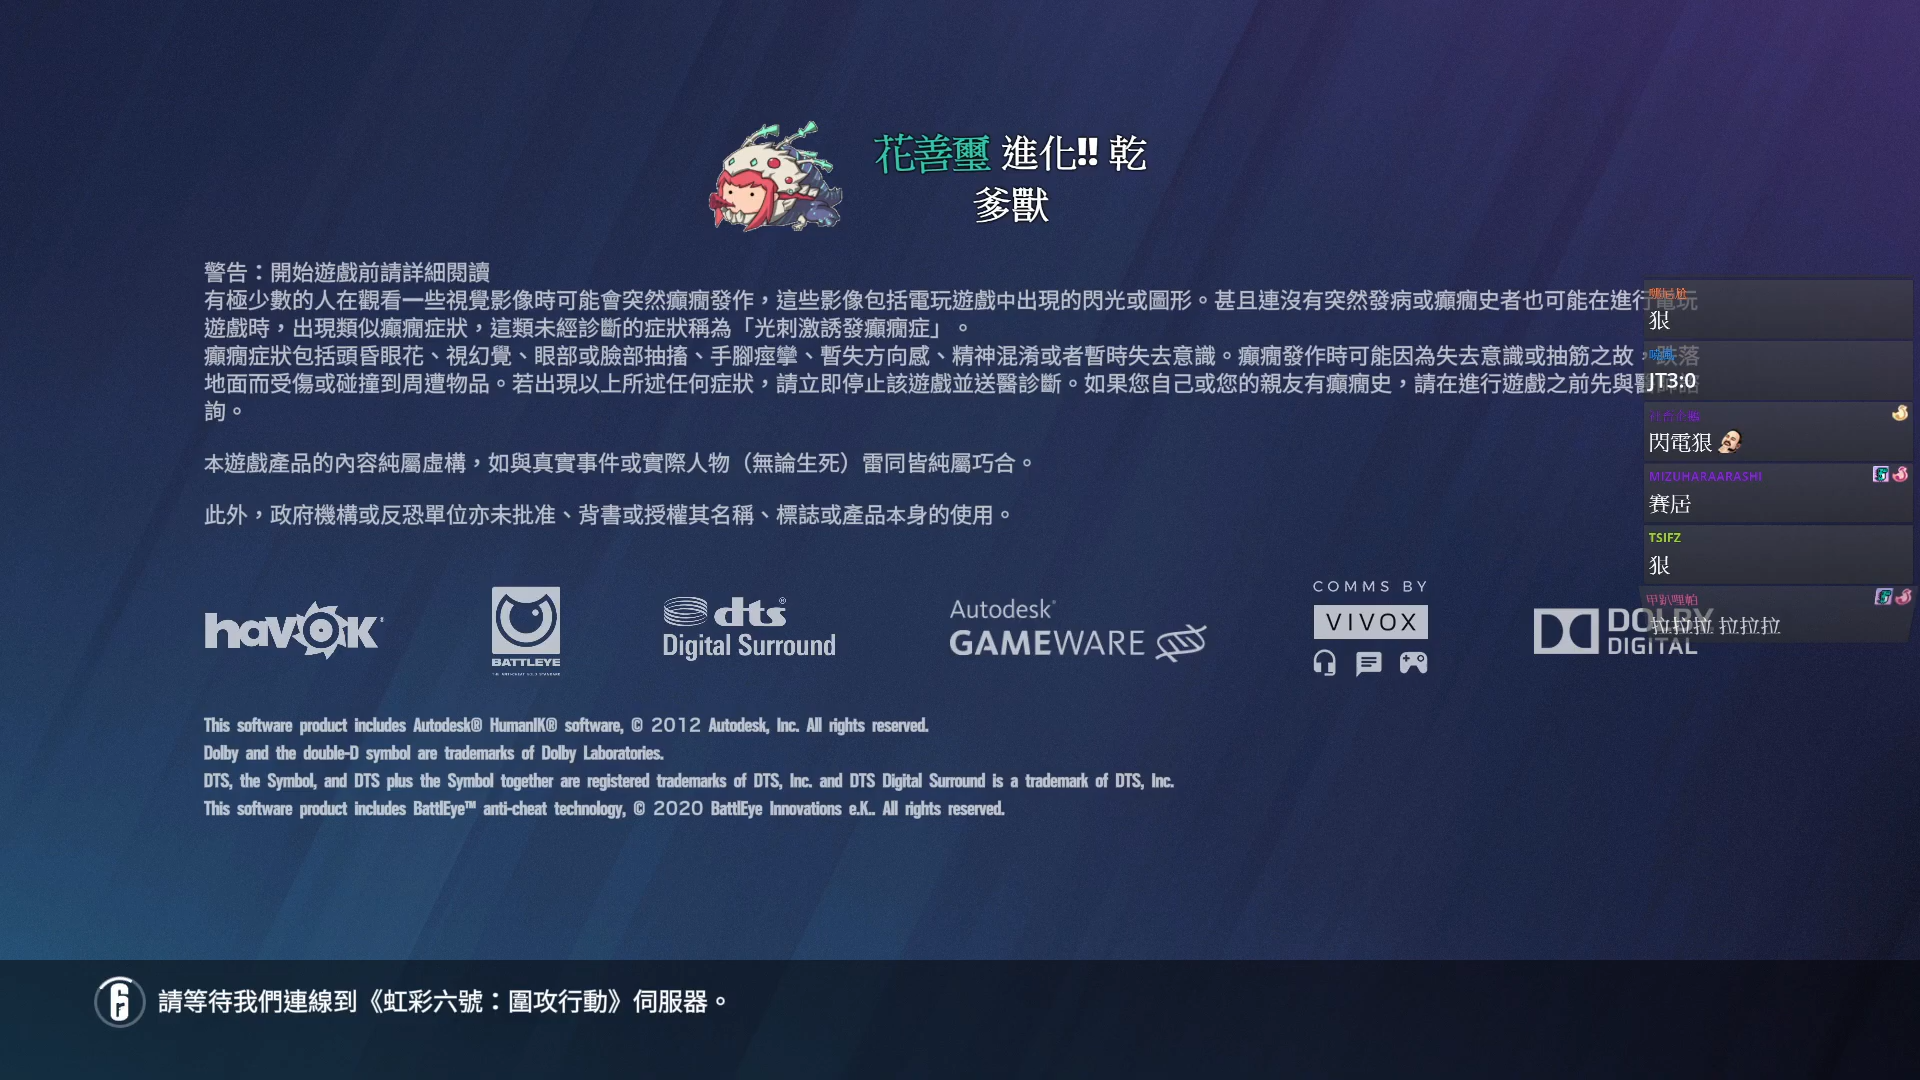 花善璽 進化!! 乾
爹獸
警告：開始遊戲前請詳細閱讀
有極少數的人在觀看一些視覺影像時可能會突然癲癇發作，這些影像包括電玩遊戲中出現的閃光或圖形。甚且連沒有突然發病或癲癇史者也可能在進行電玩
遊戲時，出現類似癲癇症狀，這類未經診斷的症狀稱為「光刺激誘發癲癇症」。
癲癇症狀包括頭昏眼花、視幻覺、眼部或臉部抽搐、手腳痙攣、暫失方向感、精神混淆或者暫時失去意識。癲癇發作時可能因為失去意識或抽筋之故，跌落
地面而受傷或碰撞到周遭物品。若出現以上所述任何症狀，請立即停止該遊戲並送醫診斷。如果您自己或您的親友有癲癇史，請在進行遊戲之前先與醫師諮
詢。
本遊戲產品的內容純屬虛構，如與真實事件或實際人物（無論生死）雷同皆純屬巧合。
此外，政府機構或反恐單位亦未批准、背書或授權其名稱、標誌或產品本身的使用。
狠
JT3:0
閃電狠
MIZUHARAARASHI
賽居
TSIFZ
狠
甲趴哩帕
拉拉拉 拉拉拉
havok
BATTLEYE
dts®
Digital Surround
Autodesk®
GAMEWARE
COMMS BY
VIVOX
DOLBY
DIGITAL
This software product includes Autodesk® HumanIK® software, © 2012 Autodesk, Inc. All rights reserved.
Dolby and the double-D symbol are trademarks of Dolby Laboratories.
DTS, the Symbol, and DTS plus the Symbol together are registered trademarks of DTS, Inc. and DTS Digital Surround is a trademark of DTS, Inc.
This software product includes BattlEye™ anti-cheat technology, © 2020 BattlEye Innovations e.K.. All rights reserved.
請等待我們連線到《虹彩六號：圍攻行動》伺服器。